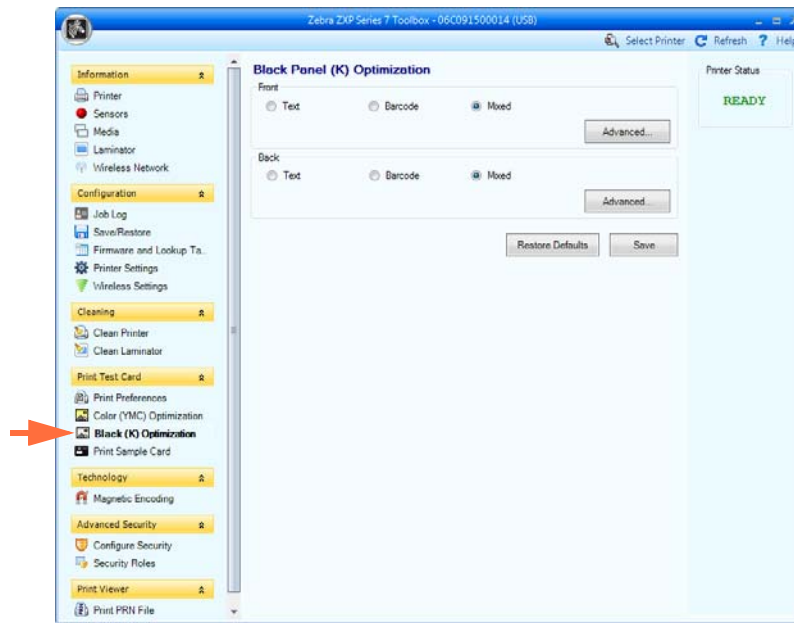 Zebra ZXP Series 7 Toolbox - 06C091500014 (USB)
Select Printer Refresh ? Help
Information
Printer
Sensors
Media
Laminator
Wireless Network
Configuration
Job Log
Save/Restore
Firmware and Lookup Ta..
Printer Settings
Wireless Settings
Cleaning
Clean Printer
Clean Laminator
Print Test Card
Print Preferences
Color (YMC) Optimization
Black (K) Optimization
Print Sample Card
Technology
Magnetic Encoding
Advanced Security
Configure Security
Security Roles
Print Viewer
Print PRN File
Black Panel (K) Optimization
Front
Text Barcode Mixed
Advanced...
Back
Text Barcode Mixed
Advanced...
Restore Defaults Save
Printer Status
READY